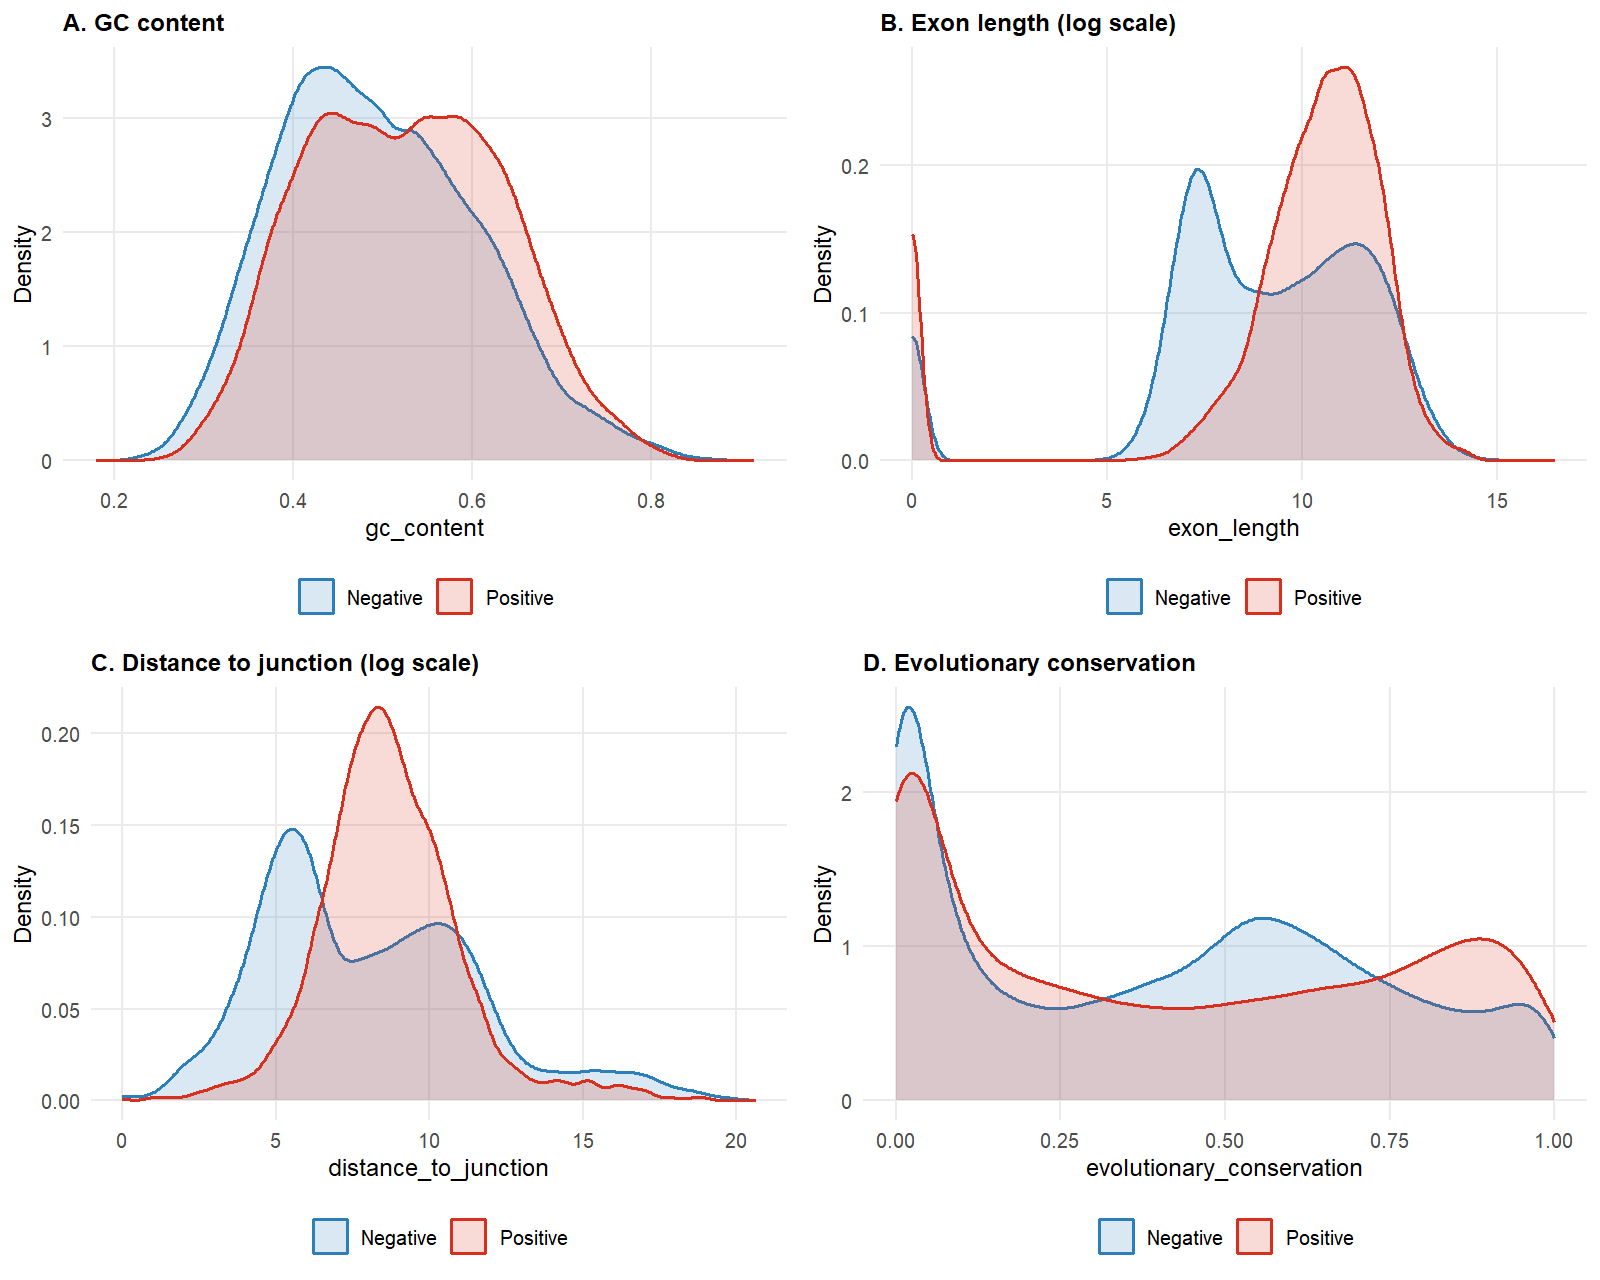 A. GC content
Density
3
2
1
0
0.2 0.4 0.6 0.8
gc_content
Negative Positive
B. Exon length (log scale)
Density
0.2
0.1
0.0
0 5 10 15
exon_length
Negative Positive
C. Distance to junction (log scale)
Density
0.20
0.15
0.10
0.05
0.00
0 5 10 15 20
distance_to_junction
Negative Positive
D. Evolutionary conservation
Density
2
1
0
0.00 0.25 0.50 0.75 1.00
evolutionary_conservation
Negative Positive